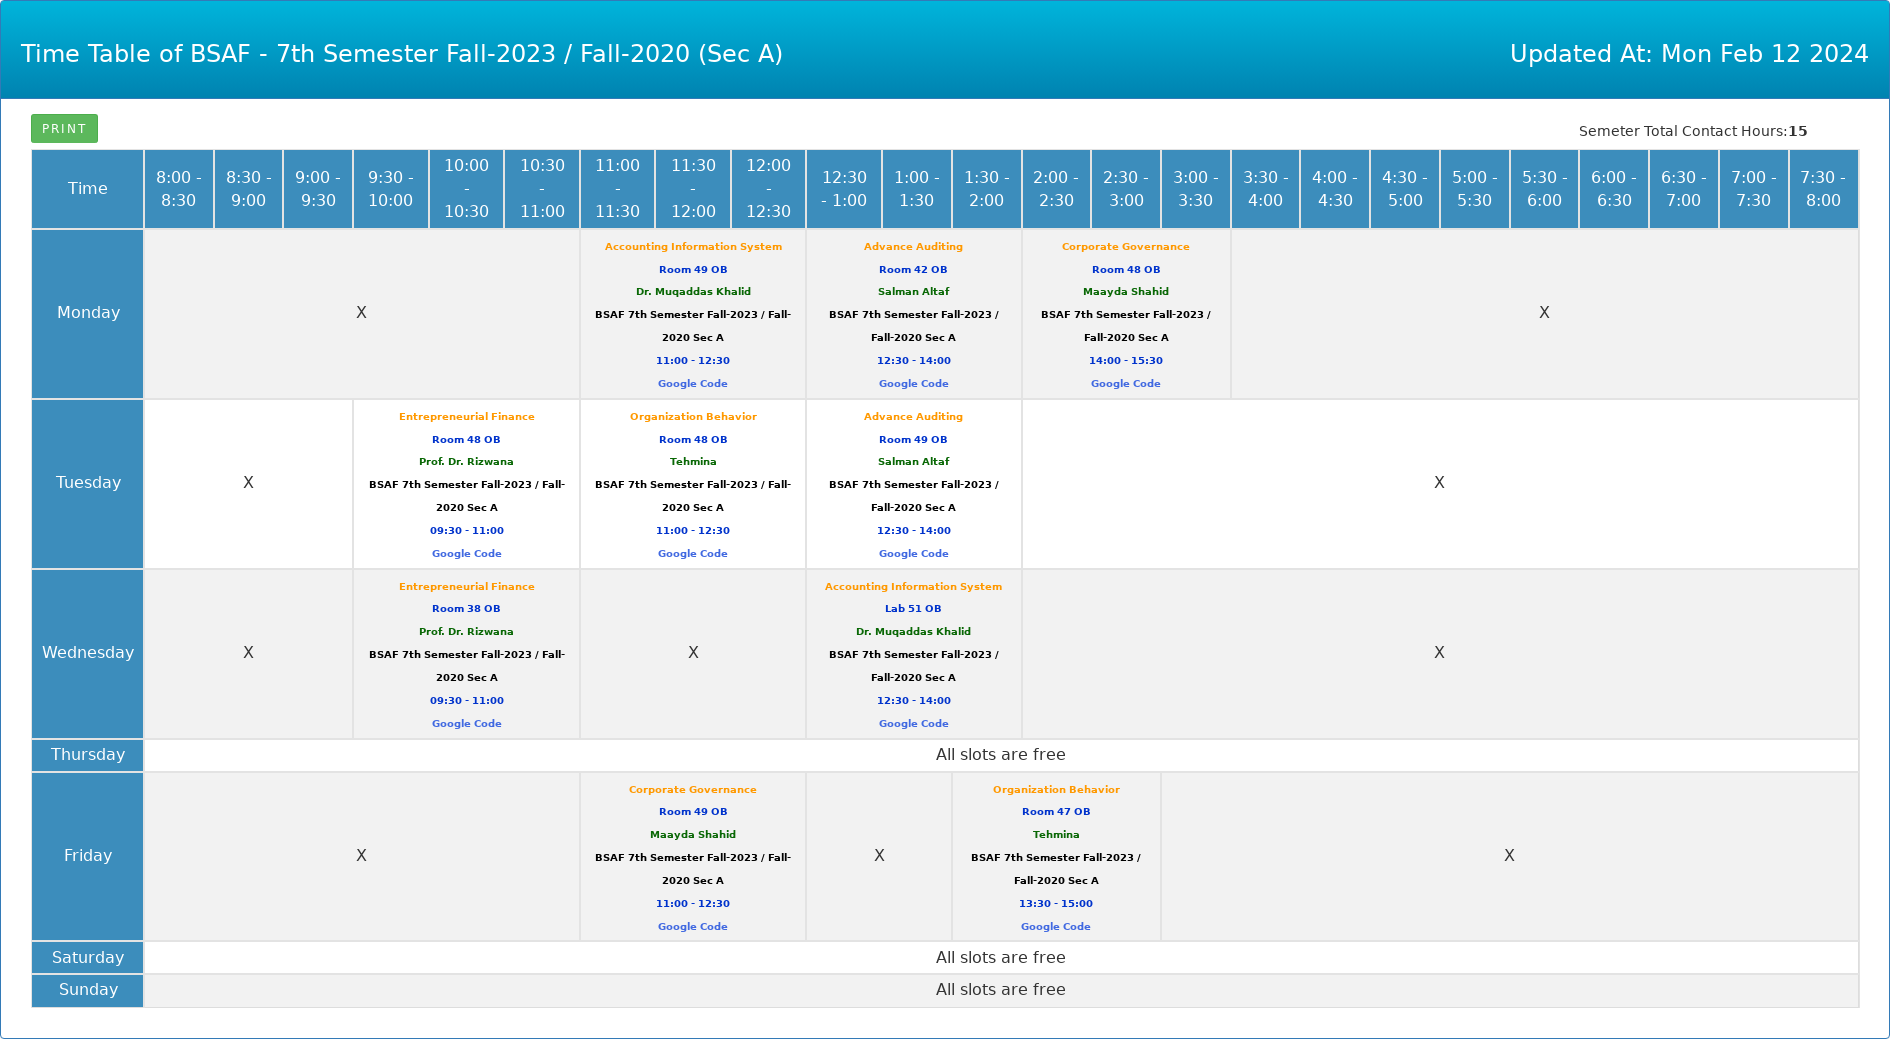 Time Table of BSAF - 7th Semester Fall-2023 / Fall-2020 (Sec A)
Updated At: Mon Feb 12 2024
PRINT
Semeter Total Contact Hours:15
Time
8:00 -
8:30
8:30 -
9:00
9:00 -
9:30
9:30 -
10:00
10:00
-
10:30
10:30
-
11:00
11:00
-
11:30
11:30
-
12:00
12:00
-
12:30
12:30
- 1:00
1:00 -
1:30
1:30 -
2:00
2:00 -
2:30
2:30 -
3:00
3:00 -
3:30
3:30 -
4:00
4:00 -
4:30
4:30 -
5:00
5:00 -
5:30
5:30 -
6:00
6:00 -
6:30
6:30 -
7:00
7:00 -
7:30
7:30 -
8:00
Monday
X
Accounting Information System
Room 49 OB
Dr. Muqaddas Khalid
BSAF 7th Semester Fall-2023 / Fall-
2020 Sec A
11:00 - 12:30
Google Code
Advance Auditing
Room 42 OB
Salman Altaf
BSAF 7th Semester Fall-2023 /
Fall-2020 Sec A
12:30 - 14:00
Google Code
Corporate Governance
Room 48 OB
Maayda Shahid
BSAF 7th Semester Fall-2023 /
Fall-2020 Sec A
14:00 - 15:30
Google Code
X
Tuesday
X
Entrepreneurial Finance
Room 48 OB
Prof. Dr. Rizwana
BSAF 7th Semester Fall-2023 / Fall-
2020 Sec A
09:30 - 11:00
Google Code
Organization Behavior
Room 48 OB
Tehmina
BSAF 7th Semester Fall-2023 / Fall-
2020 Sec A
11:00 - 12:30
Google Code
Advance Auditing
Room 49 OB
Salman Altaf
BSAF 7th Semester Fall-2023 /
Fall-2020 Sec A
12:30 - 14:00
Google Code
X
Wednesday
X
Entrepreneurial Finance
Room 38 OB
Prof. Dr. Rizwana
BSAF 7th Semester Fall-2023 / Fall-
2020 Sec A
09:30 - 11:00
Google Code
X
Accounting Information System
Lab 51 OB
Dr. Muqaddas Khalid
BSAF 7th Semester Fall-2023 /
Fall-2020 Sec A
12:30 - 14:00
Google Code
X
Thursday
All slots are free
Friday
X
Corporate Governance
Room 49 OB
Maayda Shahid
BSAF 7th Semester Fall-2023 / Fall-
2020 Sec A
11:00 - 12:30
Google Code
X
Organization Behavior
Room 47 OB
Tehmina
BSAF 7th Semester Fall-2023 /
Fall-2020 Sec A
13:30 - 15:00
Google Code
X
Saturday
All slots are free
Sunday
All slots are free